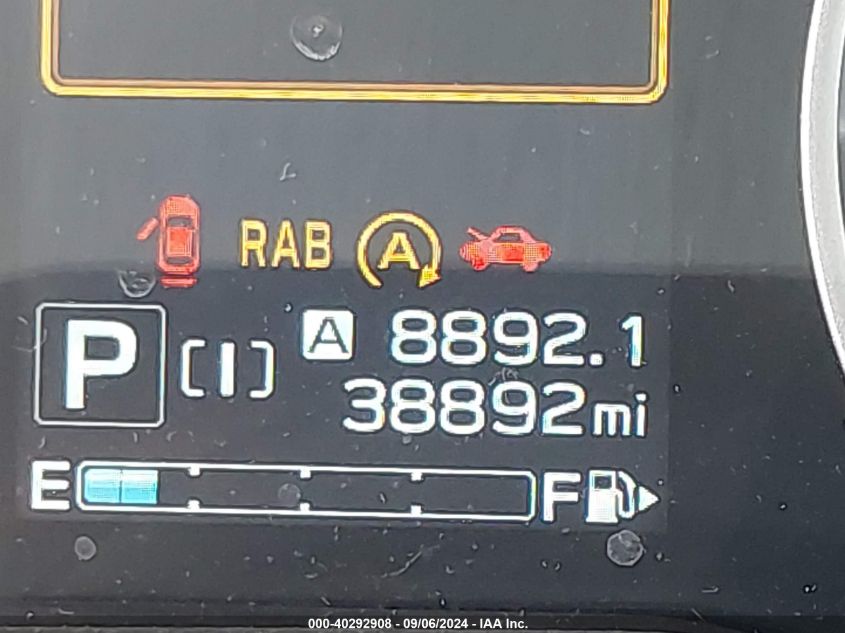 RAB A
A 8892.1
P [I] 38892mi
E F
000-40292908 - 09/06/2024 - IAA Inc.